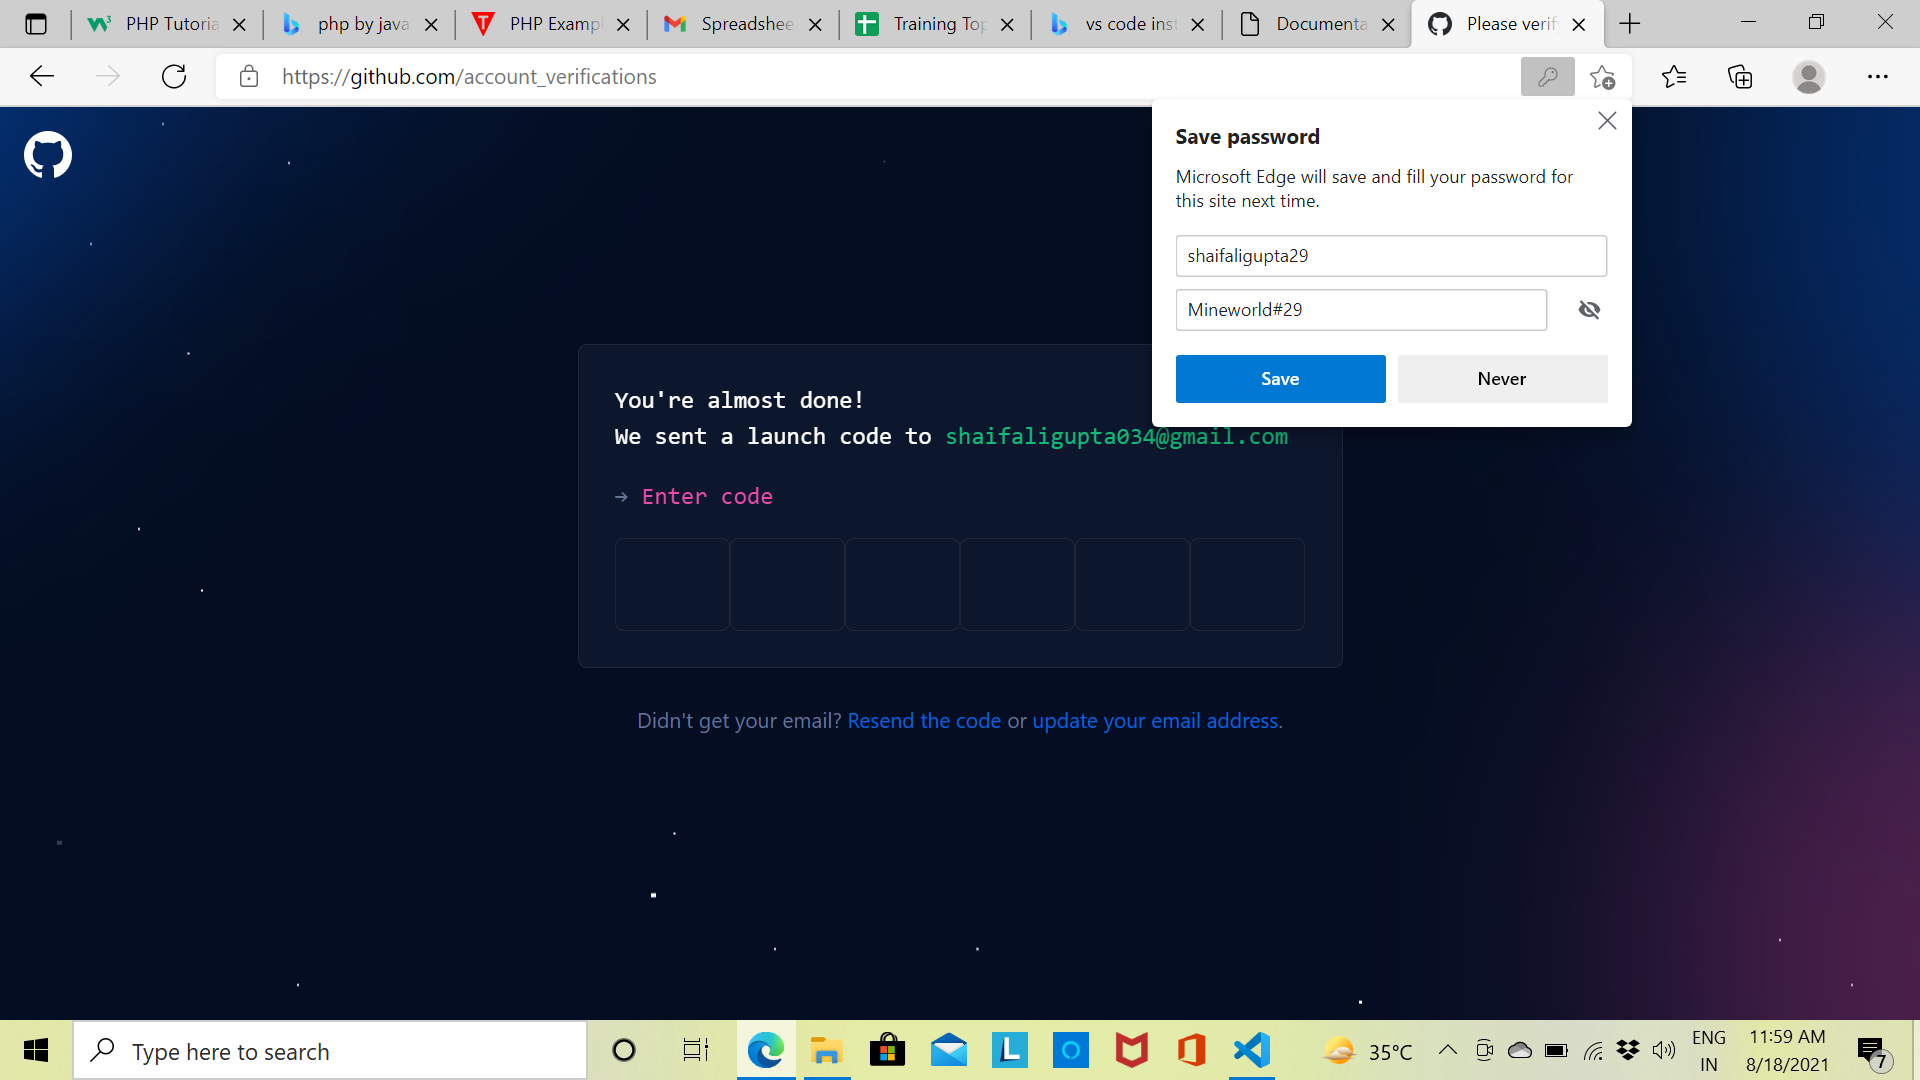 PHP Tutoria
php by java
PHP Exampl
Spreadshee
Training Top
vs code inst
Documenta
Please verify
https://github.com/account_verifications
Save password
Microsoft Edge will save and fill your password for
this site next time.
shaifaligupta29
Mineworld#29
Save
Never
You're almost done!
We sent a launch code to shaifaligupta034@gmail.com
→ Enter code
Didn't get your email? Resend the code or update your email address.
Type here to search
35°C
ENG
IN
11:59 AM
8/18/2021
7